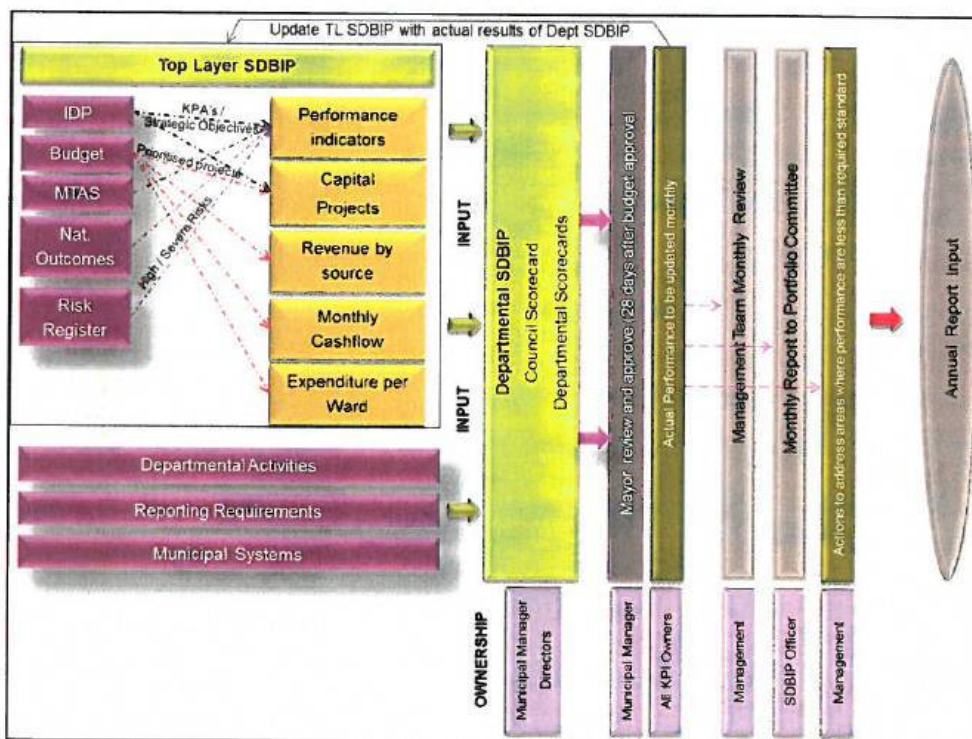 Update TL SDBIP with actual results of Dept SDBIP
Top Layer SDBIP
IDP
Budget
MTAS
Nat.
Outcomes
Risk
Register
KPA's /
Strategic Objectives
Prioritised projects
High / Severe Risks
Performance
indicators
Capital
Projects
Revenue by
source
Monthly
Cashflow
Expenditure per
Ward
Departmental Activities
Reporting Requirements
Municipal Systems
INPUT
INPUT
Departmental SDBIP
Council Scorecard
Departmental Scorecards
Mayor review and approve (28 days after budget approval
Actual Performance to be updated monthly
Management Team Monthly Review
Monthly Report to Portfolio Committee
Actions to address areas where performance are less than required standard
Annual Report Input
OWNERSHIP
Municipal Manager
Directors
Municipal Manager
All KPI Owners
Management
SDBIP Officer
Management